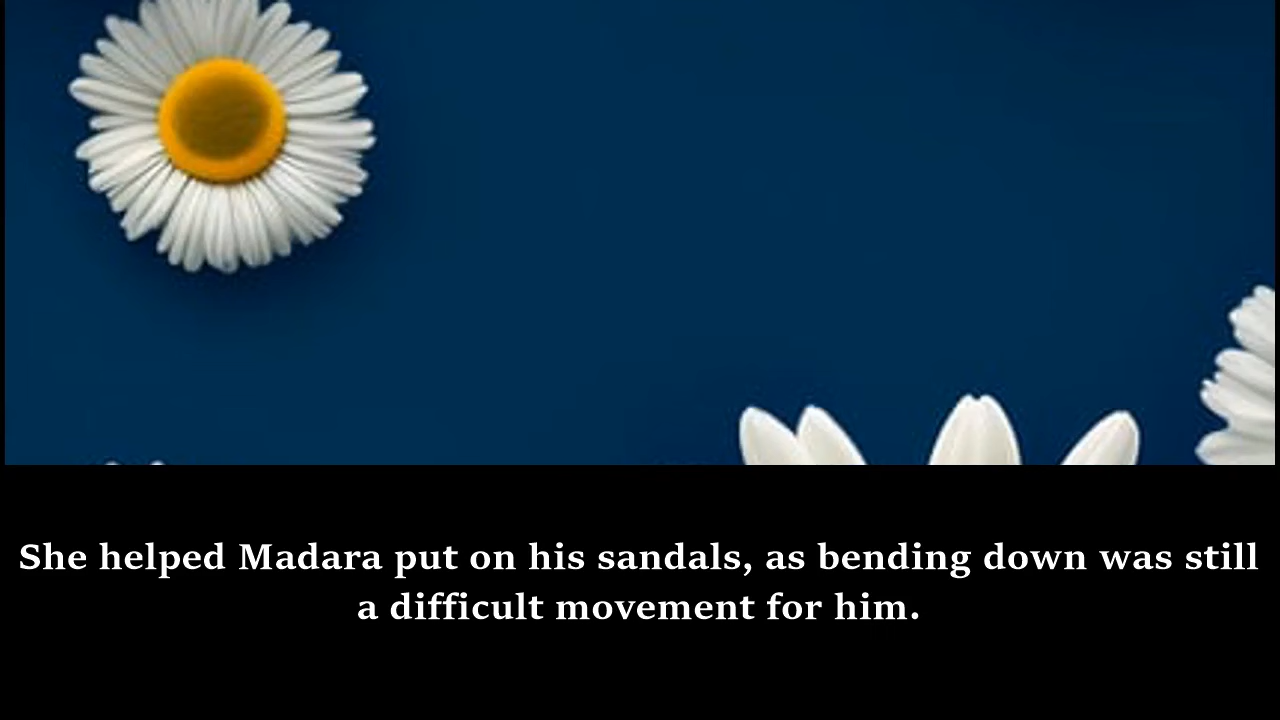 She helped Madara put on his sandals, as bending down was still
a difficult movement for him.